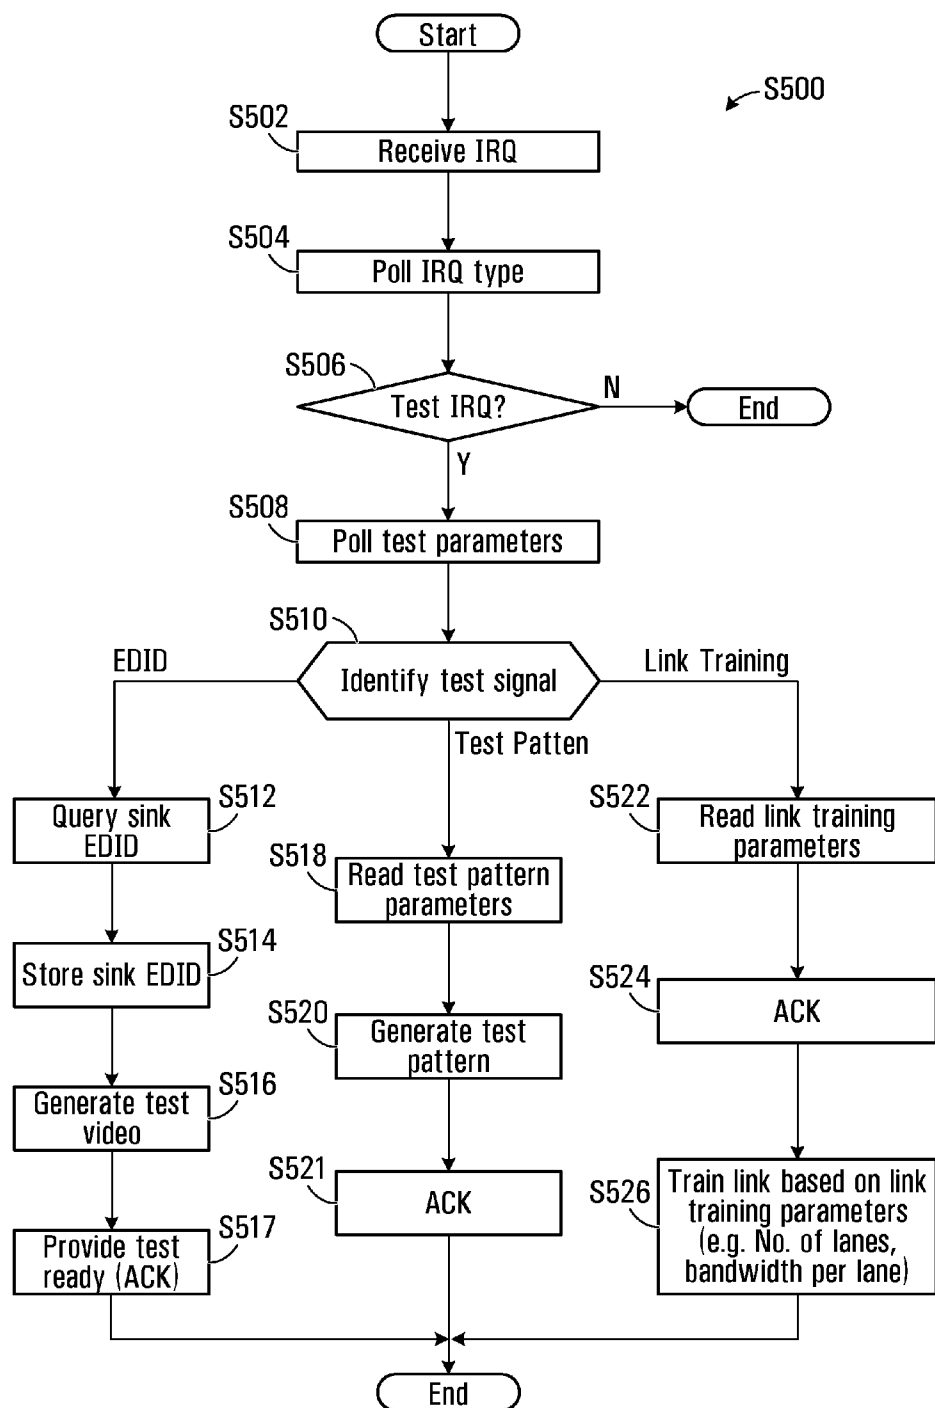 Start
S500
S502
Receive IRQ
S504
Poll IRQ type
S506
Test IRQ?
N
End
Y
S508
Poll test parameters
S510
Identify test signal
EDID
Link Training
Test Patten
S512
Query sink
EDID
S514
Store sink EDID
S516
Generate test
video
S517
Provide test
ready (ACK)
S518
Read test pattern
parameters
S520
Generate test
pattern
S521
ACK
S522
Read link training
parameters
S524
ACK
S526
Train link based on link
training parameters
(e.g. No. of lanes,
bandwidth per lane)
End